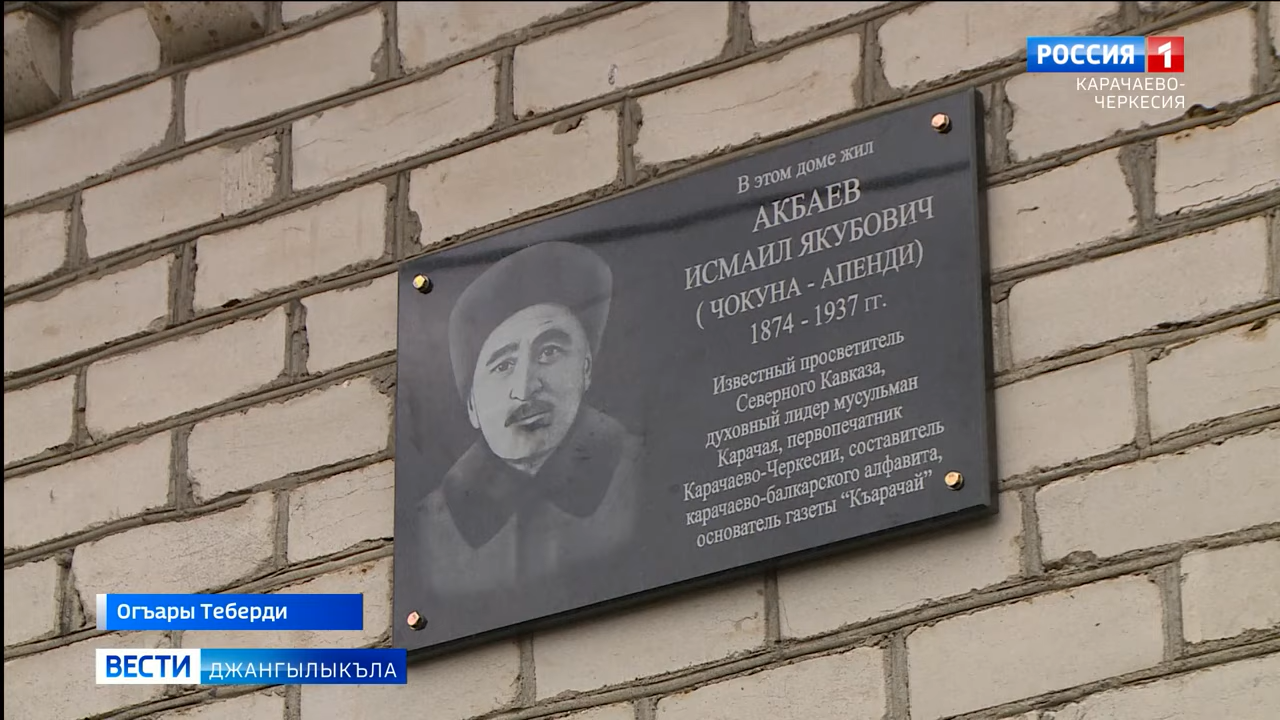 РОССИЯ 1
КАРАЧАЕВО-
ЧЕРКЕСИЯ
В этом доме жил
АКБАЕВ
ИСМАИЛ ЯКУБОВИЧ
( ЧОКУНА - АПЕНДИ)
1874 - 1937 гг.
Известный просветитель
Северного Кавказа,
духовный лидер мусульман
Карачая, первопечатник
Карачаево-Черкесии, составитель
карачаево-балкарского алфавита,
основатель газеты “Къарачай”
Огъары Теберди
ВЕСТИ ДЖАНГЫЛЫКЪЛА